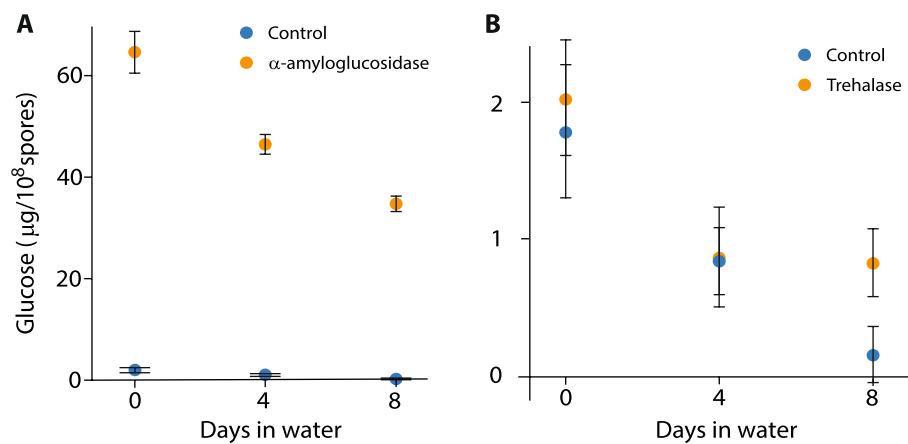 A
Control
α-amyloglucosidase
Glucose (µg/10⁸spores)
60
40
20
0
0 4 8
Days in water
B
Control
Trehalase
2
1
0
0 4 8
Days in water